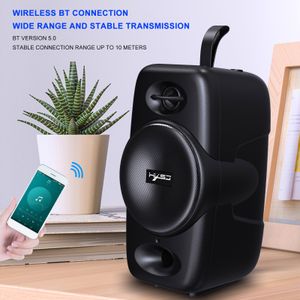 WIRELESS BT CONNECTION
WIDE RANGE AND STABLE TRANSMISSION
BT VERSION 5.0
STABLE CONNECTION RANGE UP TO 10 METERS
HXSJ